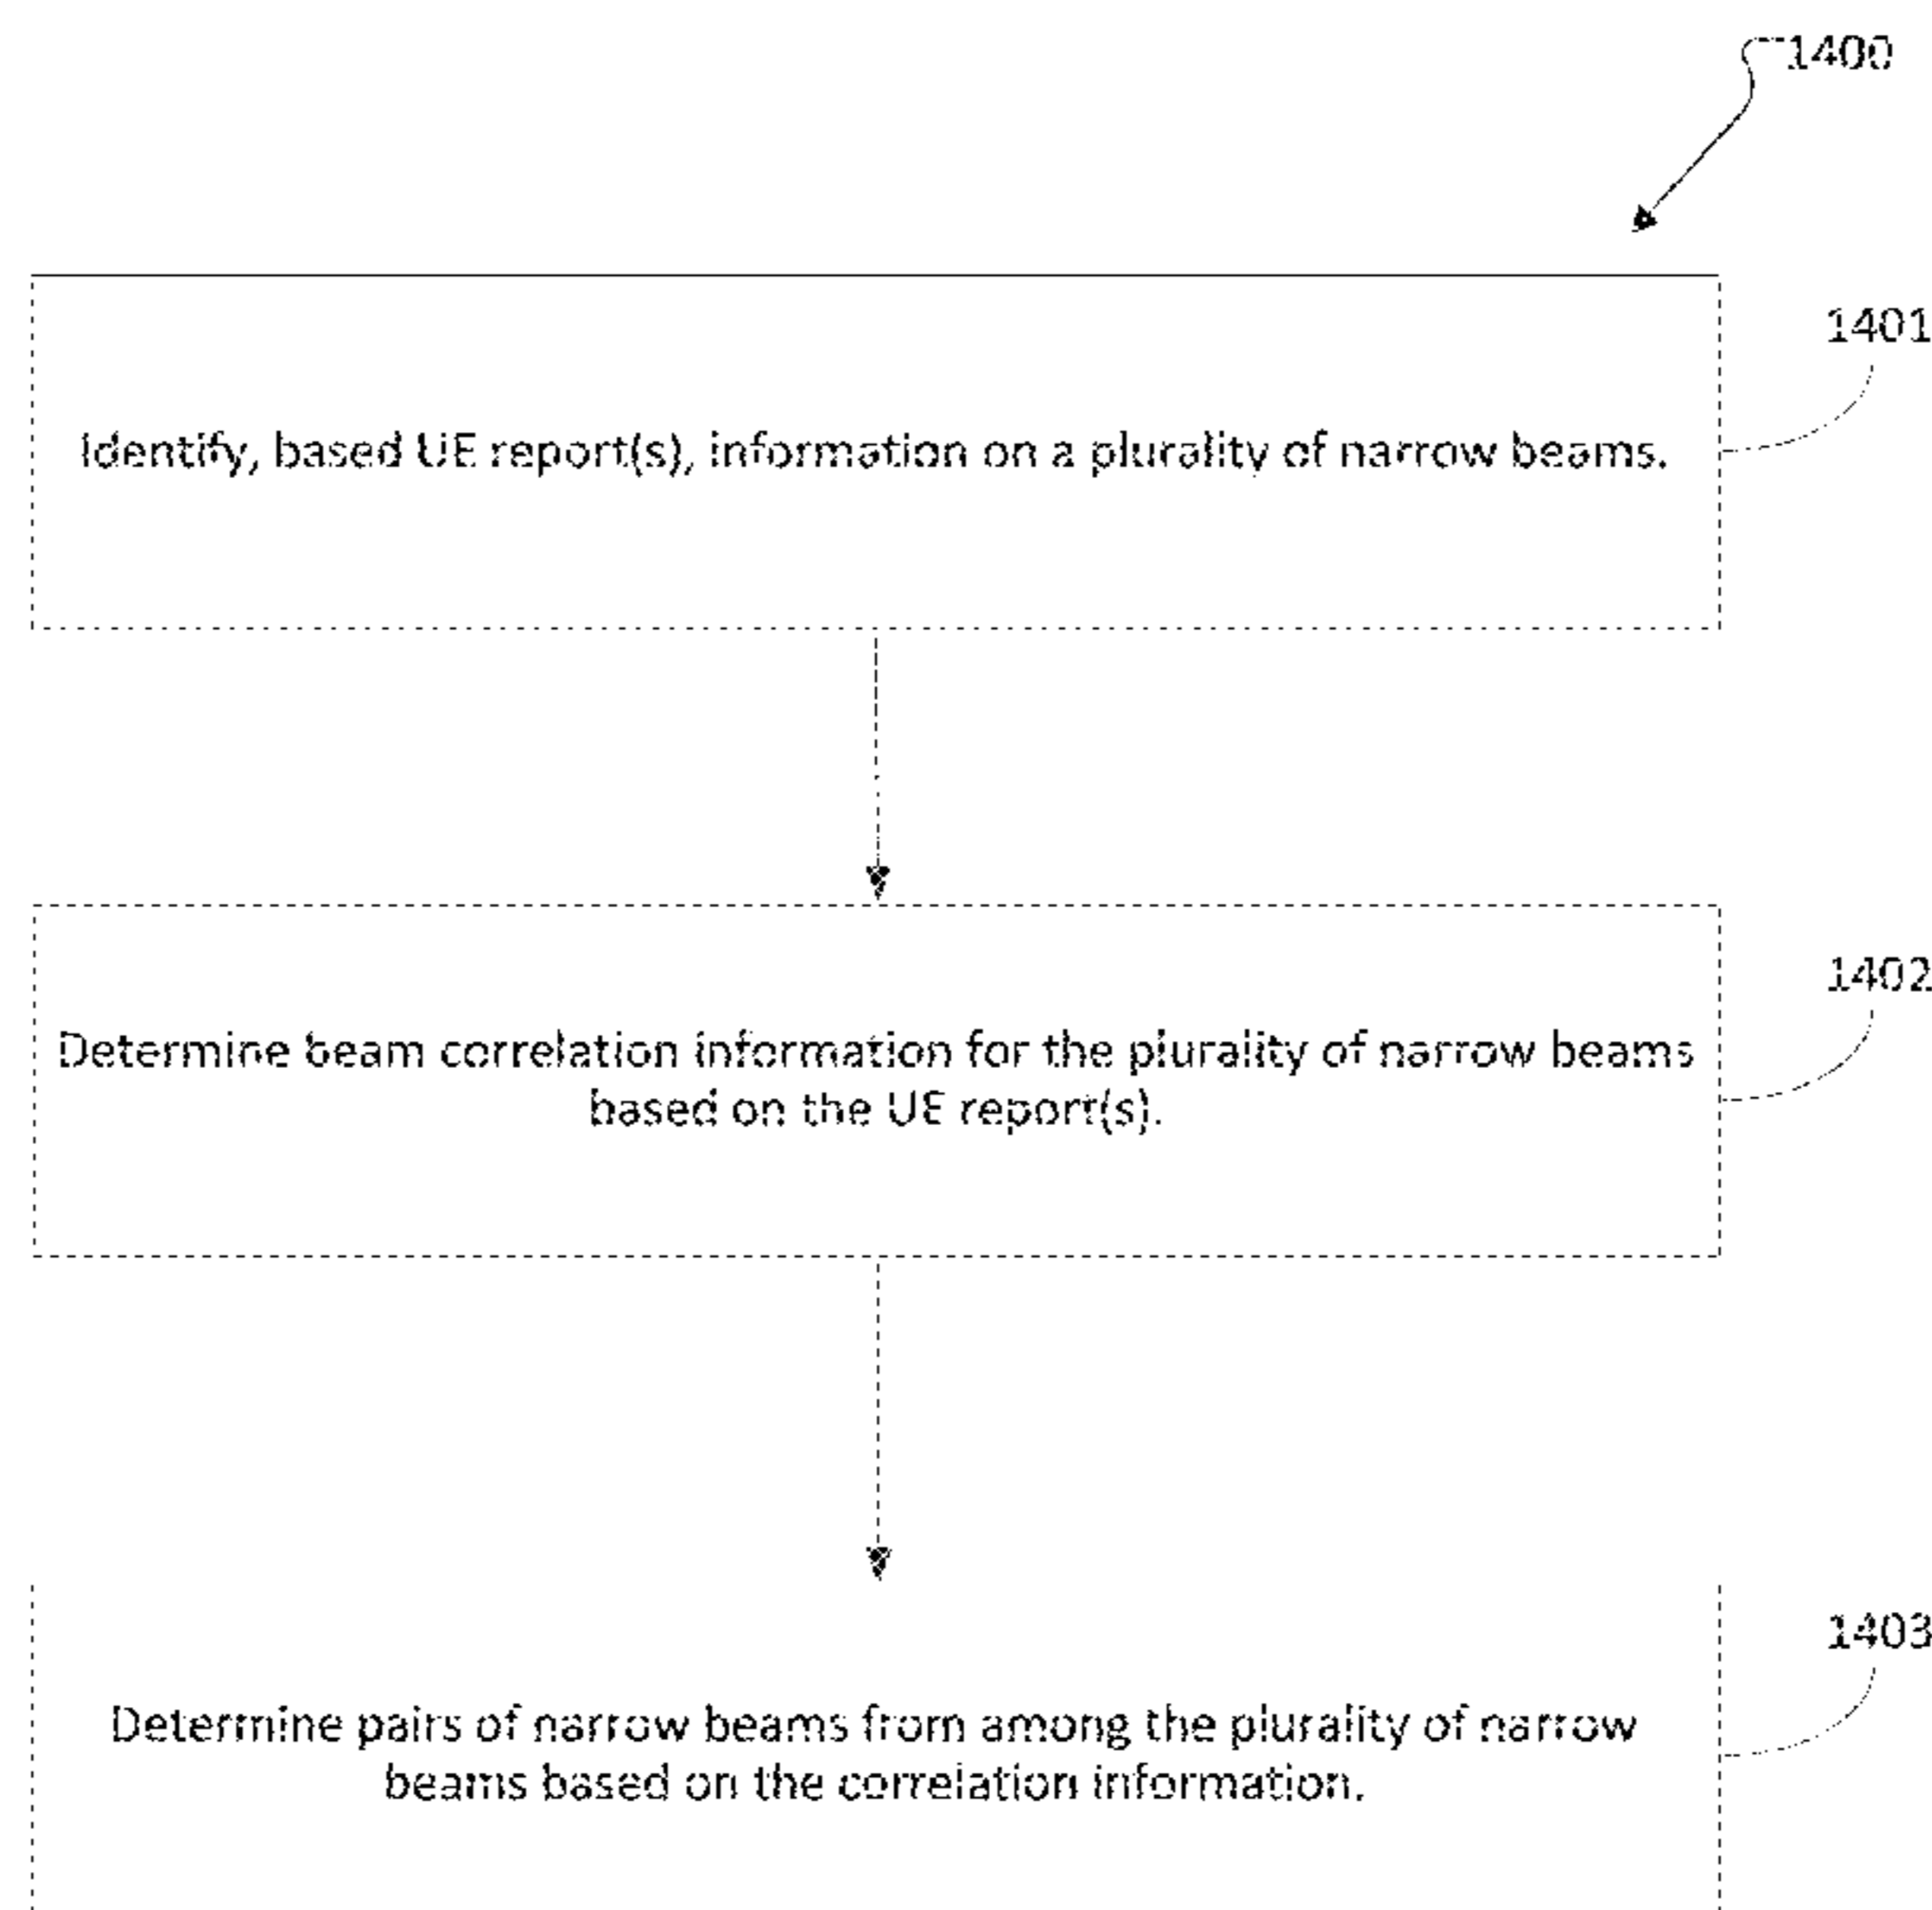 1400
1401
Identify, based UE report(s), information on a plurality of narrow beams.
1402
Determine beam correlation information for the plurality of narrow beams
based on the UE report(s).
1403
Determine pairs of narrow beams from among the plurality of narrow
beams based on the correlation information.